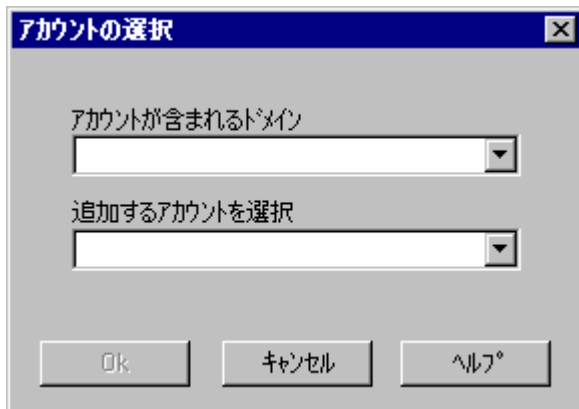 アカウントの選択
アカウントが含まれるドメイン
追加するアカウントを選択
Ok
ｷｬﾝｾﾙ
ﾍﾙﾌﾟ